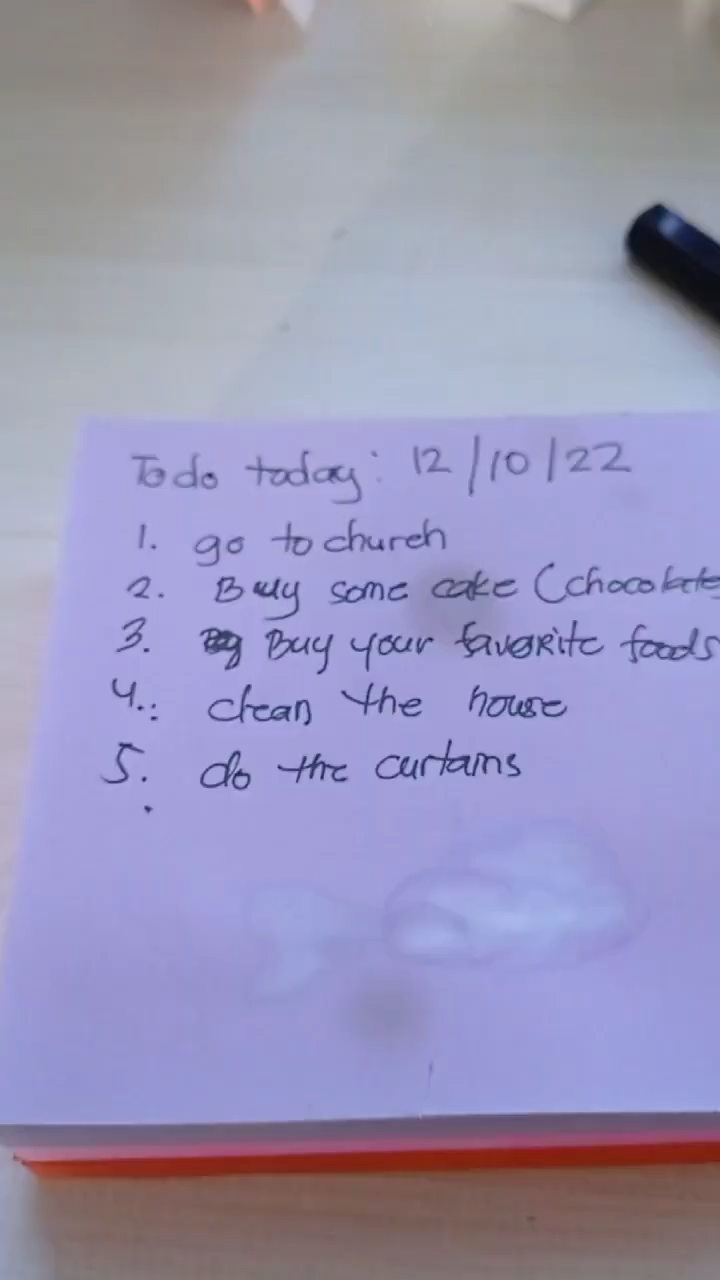 To do today: 12/10/22
1. go to church
2. Buy some cake (chocolate
3. Buy your favorite foods
4.: clean the house
5. do the curtains
.